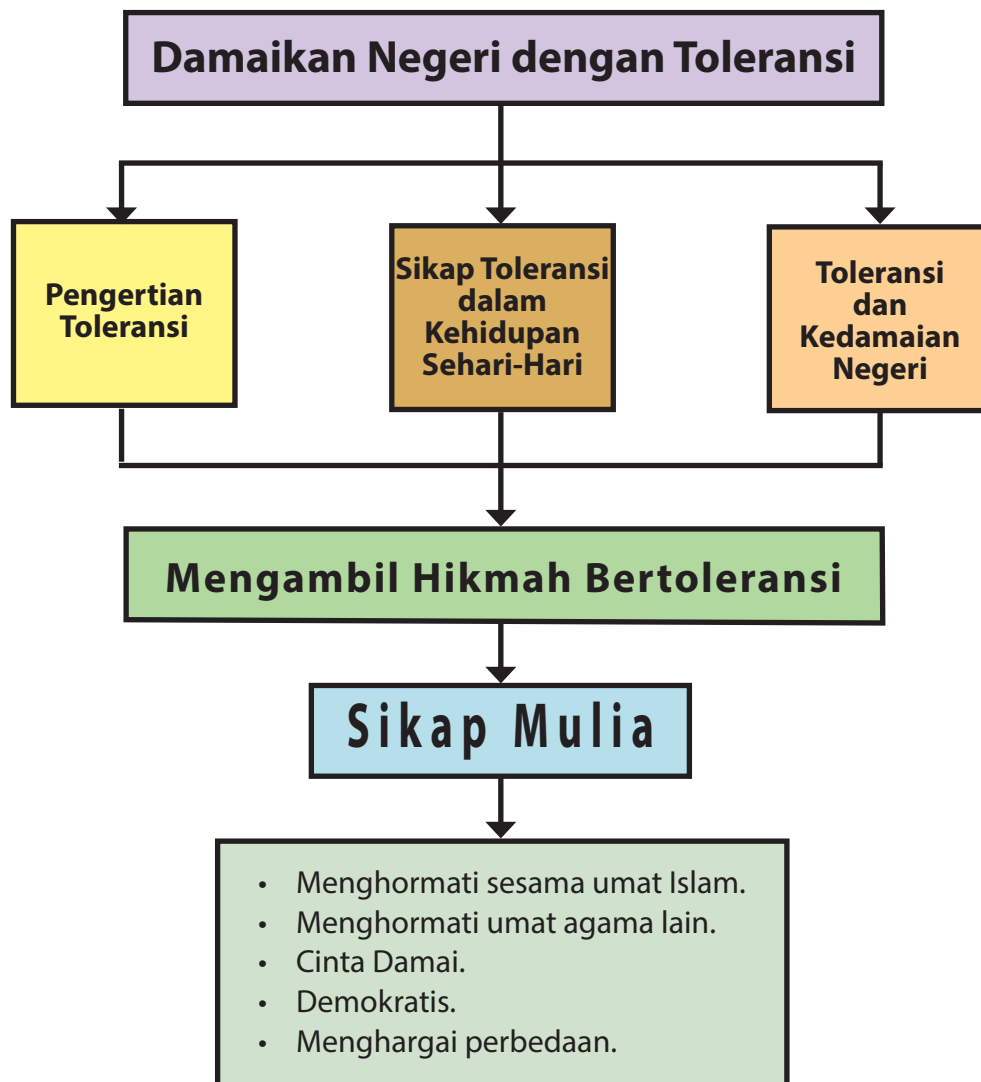 Damaikan Negeri dengan Toleransi
Pengertian
Toleransi
Sikap Toleransi
dalam
Kehidupan
Sehari-Hari
Toleransi
dan
Kedamaian
Negeri
Mengambil Hikmah Bertoleransi
Sikap Mulia
• Menghormati sesama umat Islam.
• Menghormati umat agama lain.
• Cinta Damai.
• Demokratis.
• Menghargai perbedaan.